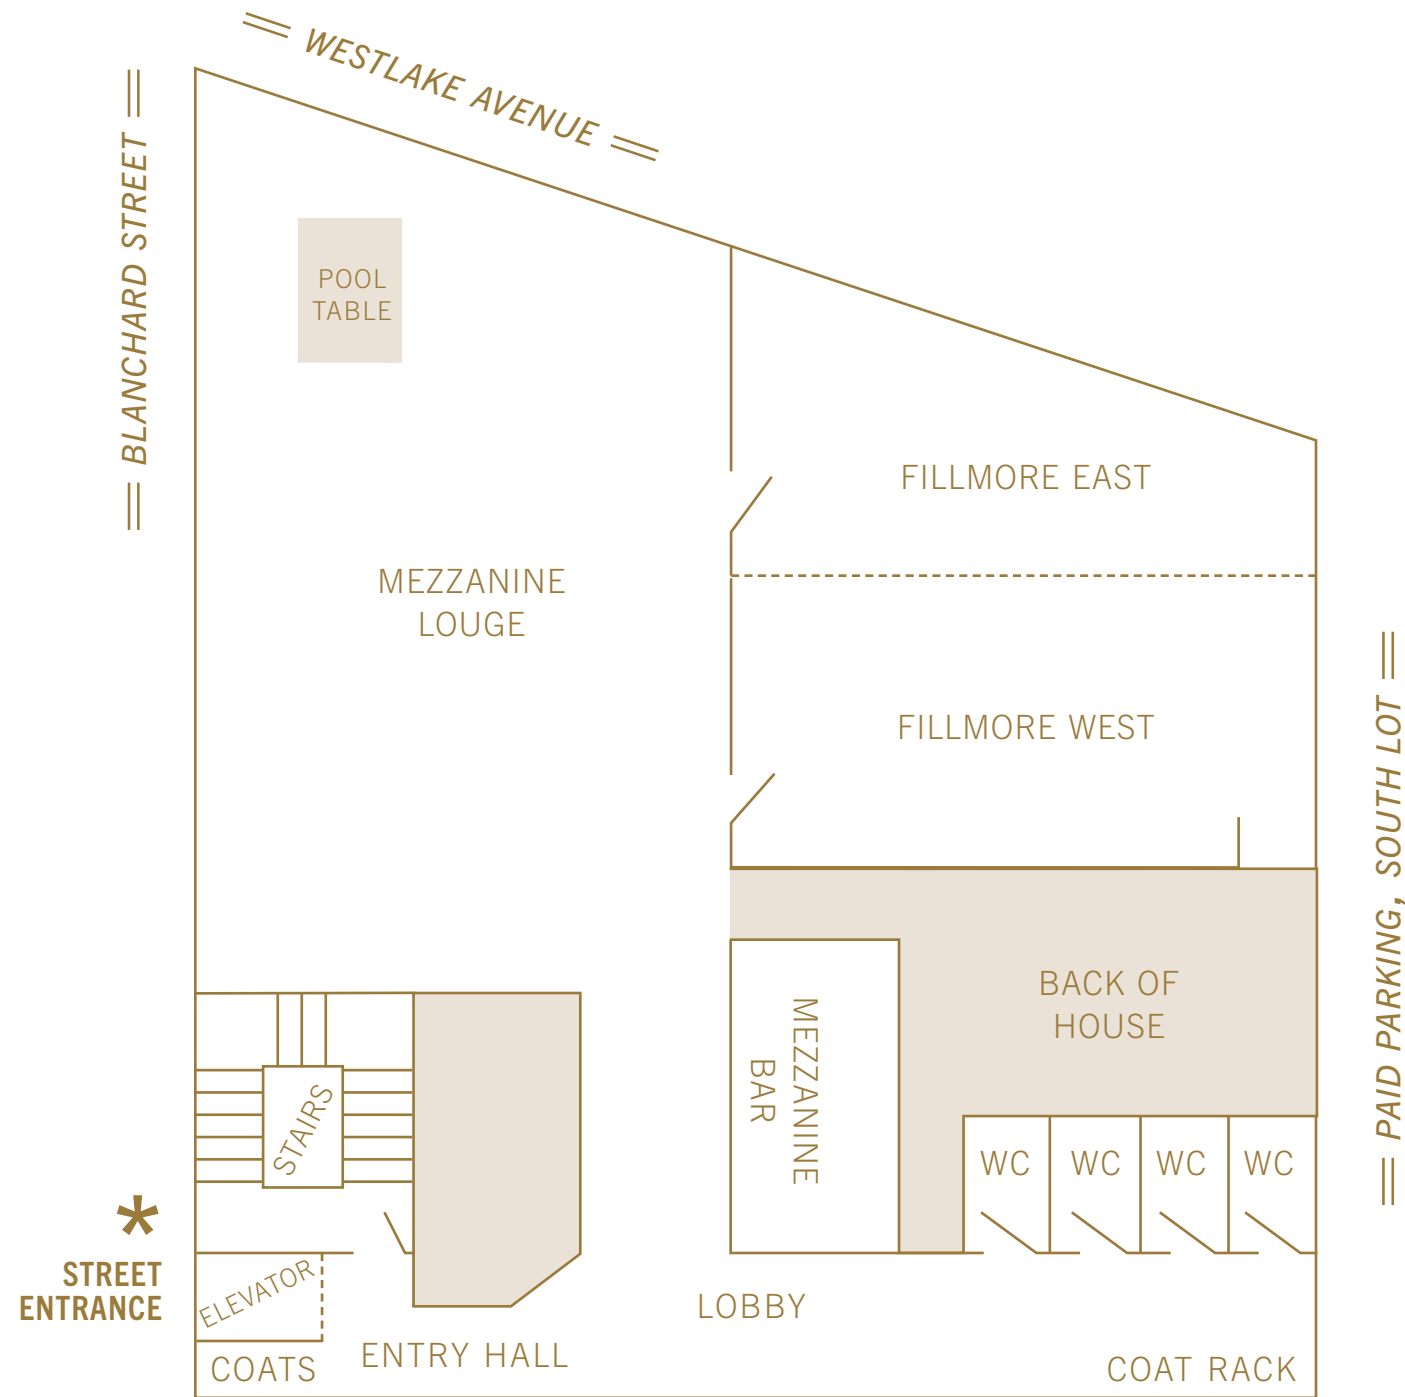 WESTLAKE AVENUE
BLANCHARD STREET
POOL
TABLE
FILLMORE EAST
MEZZANINE
LOUGE
FILLMORE WEST
PAID PARKING, SOUTH LOT
BACK OF
HOUSE
MEZZANINE
BAR
STAIRS
WC
WC
WC
WC
*
STREET
ENTRANCE
ELEVATOR
LOBBY
COATS
ENTRY HALL
COAT RACK